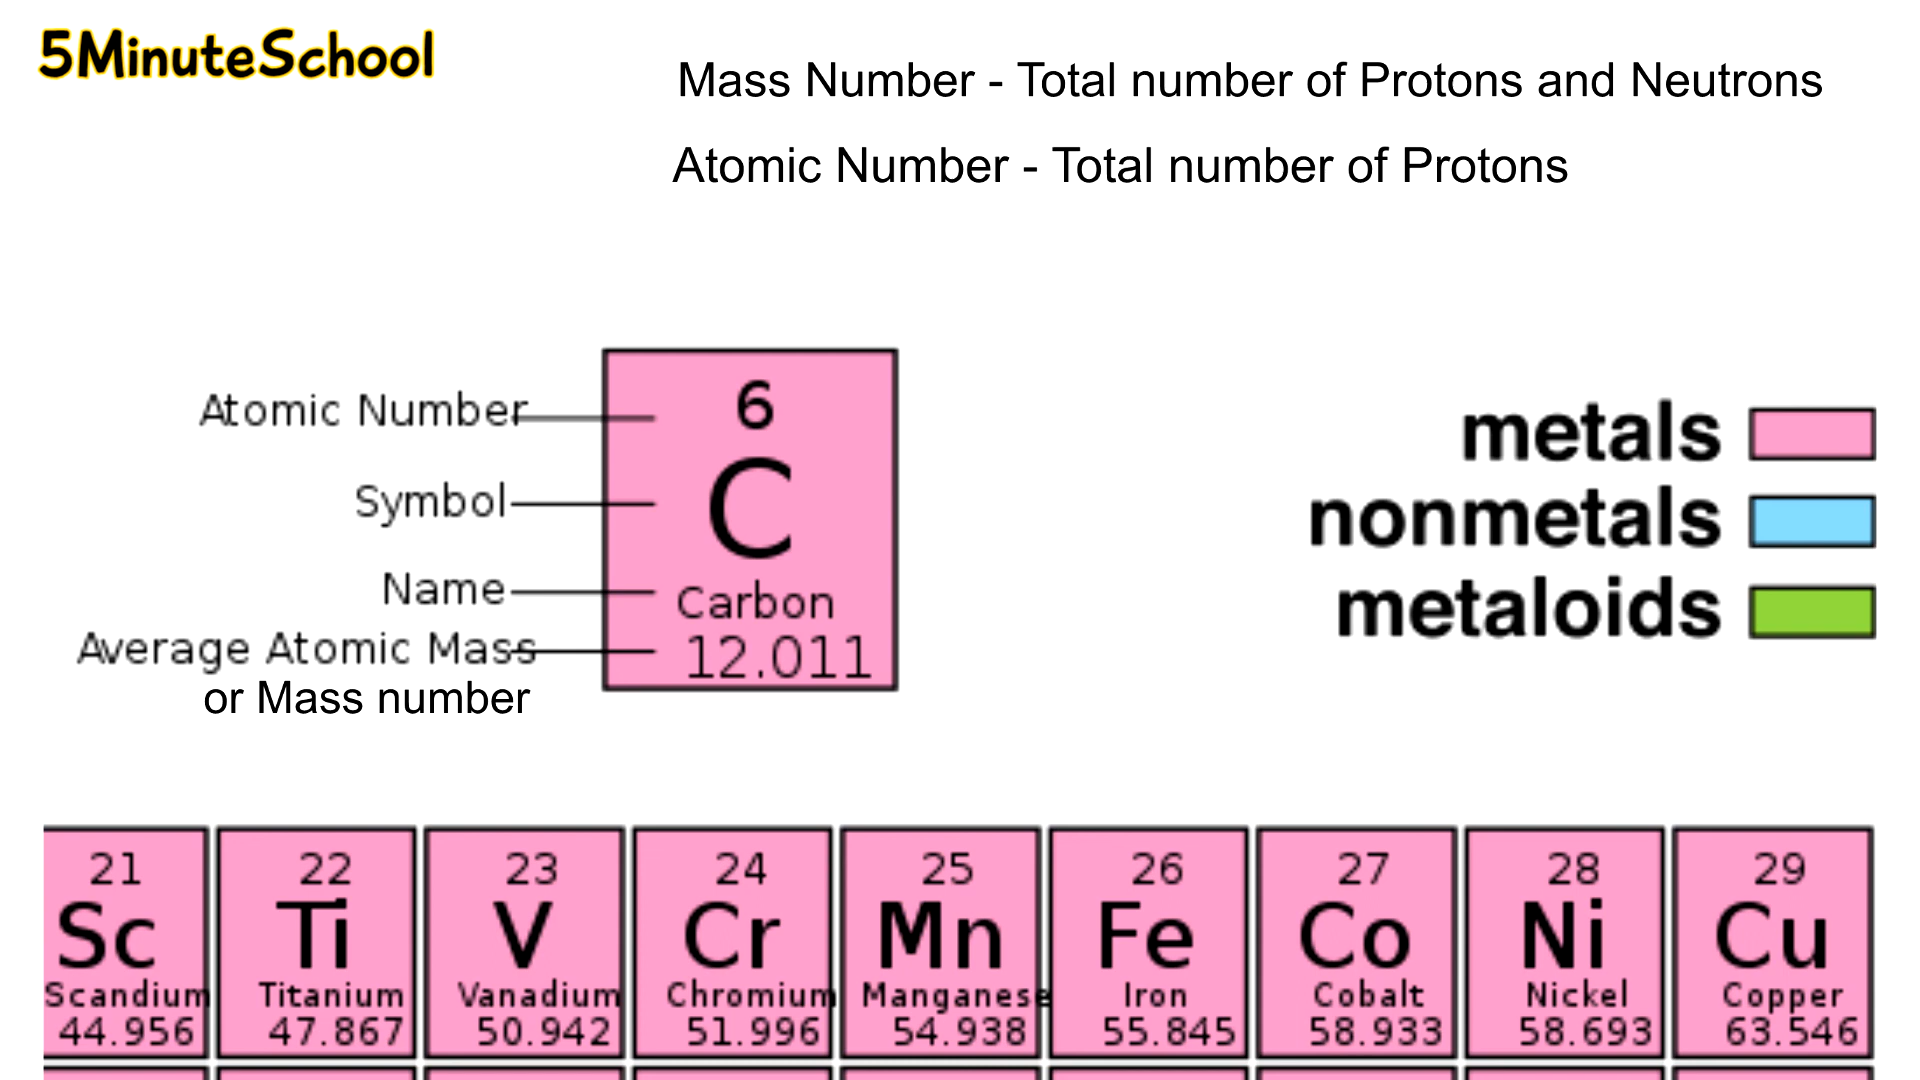 5MinuteSchool
Mass Number - Total number of Protons and Neutrons
Atomic Number - Total number of Protons
Atomic Number
Symbol
Name
Average Atomic Mass
or Mass number
6
C
Carbon
12.011
metals
nonmetals
metaloids
21 22 23 24 25 26 27 28 29
Sc Ti V Cr Mn Fe Co Ni Cu
Scandium Titanium Vanadium Chromium Manganese Iron Cobalt Nickel Copper
44.956 47.867 50.942 51.996 54.938 55.845 58.933 58.693 63.546